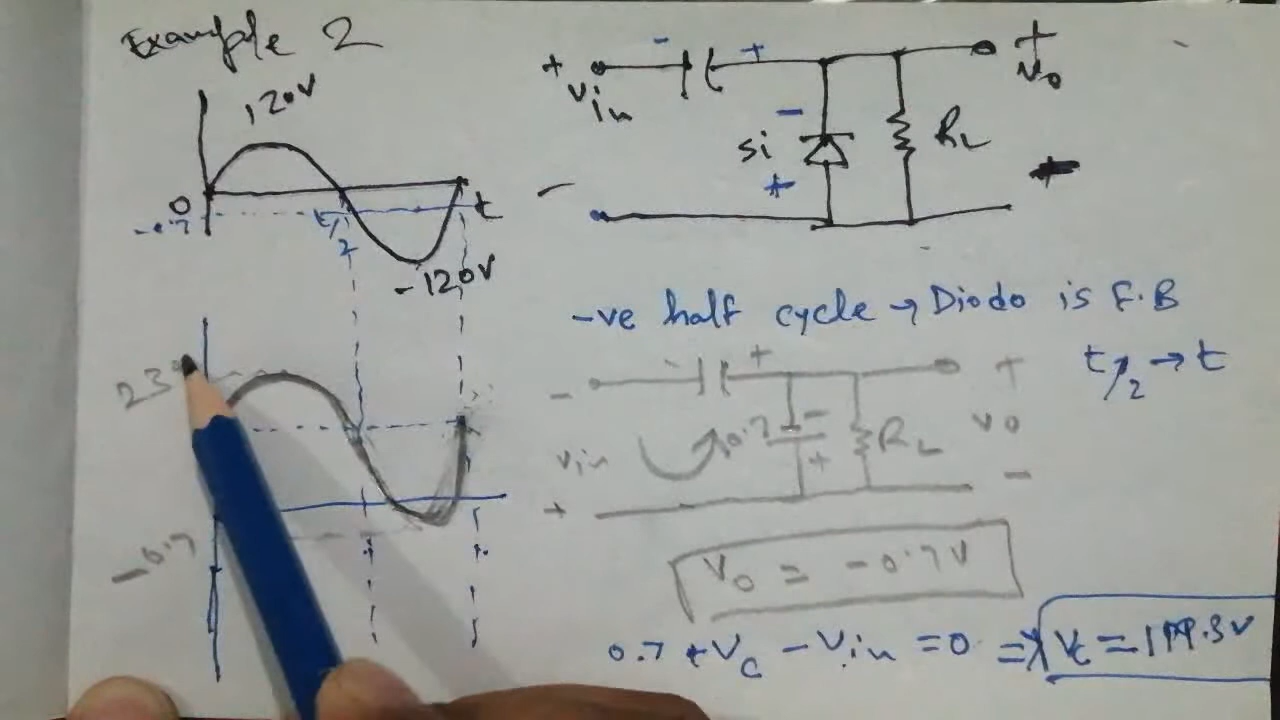 Example 2
120V
0
-0.7
t/2
t
-120V
- +
+ Vin
-
Si
+
RL
+
Vo
-ve half cycle → Diodo is F.B
t/2 → t
23
-0.7
- +
Vin
+
0.7
- +
RL
+
Vo
-
Vo = -0.7V
0.7 + Vc - Vin = 0 ⇒